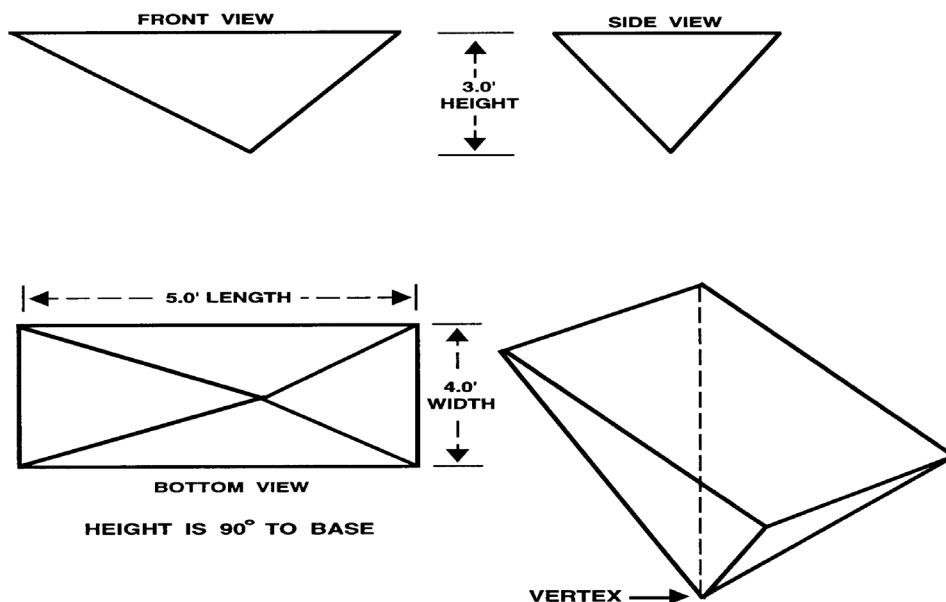 FRONT VIEW
SIDE VIEW
3.0'
HEIGHT
5.0' LENGTH
4.0'
WIDTH
BOTTOM VIEW
HEIGHT IS 90° TO BASE
VERTEX